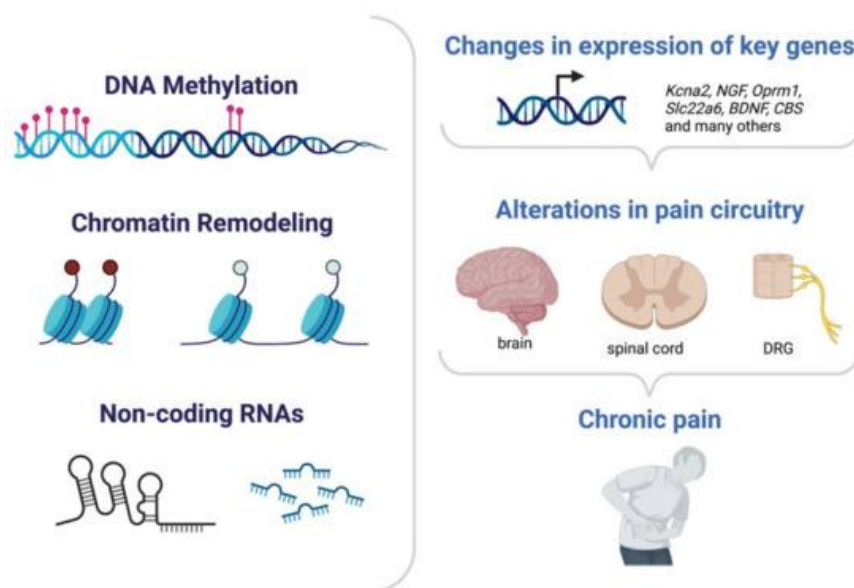 DNA Methylation
Chromatin Remodeling
Non-coding RNAs
Changes in expression of key genes
Kcna2, NGF, Oprm1,
Slc22a6, BDNF, CBS
and many others
Alterations in pain circuitry
brain
spinal cord
DRG
Chronic pain